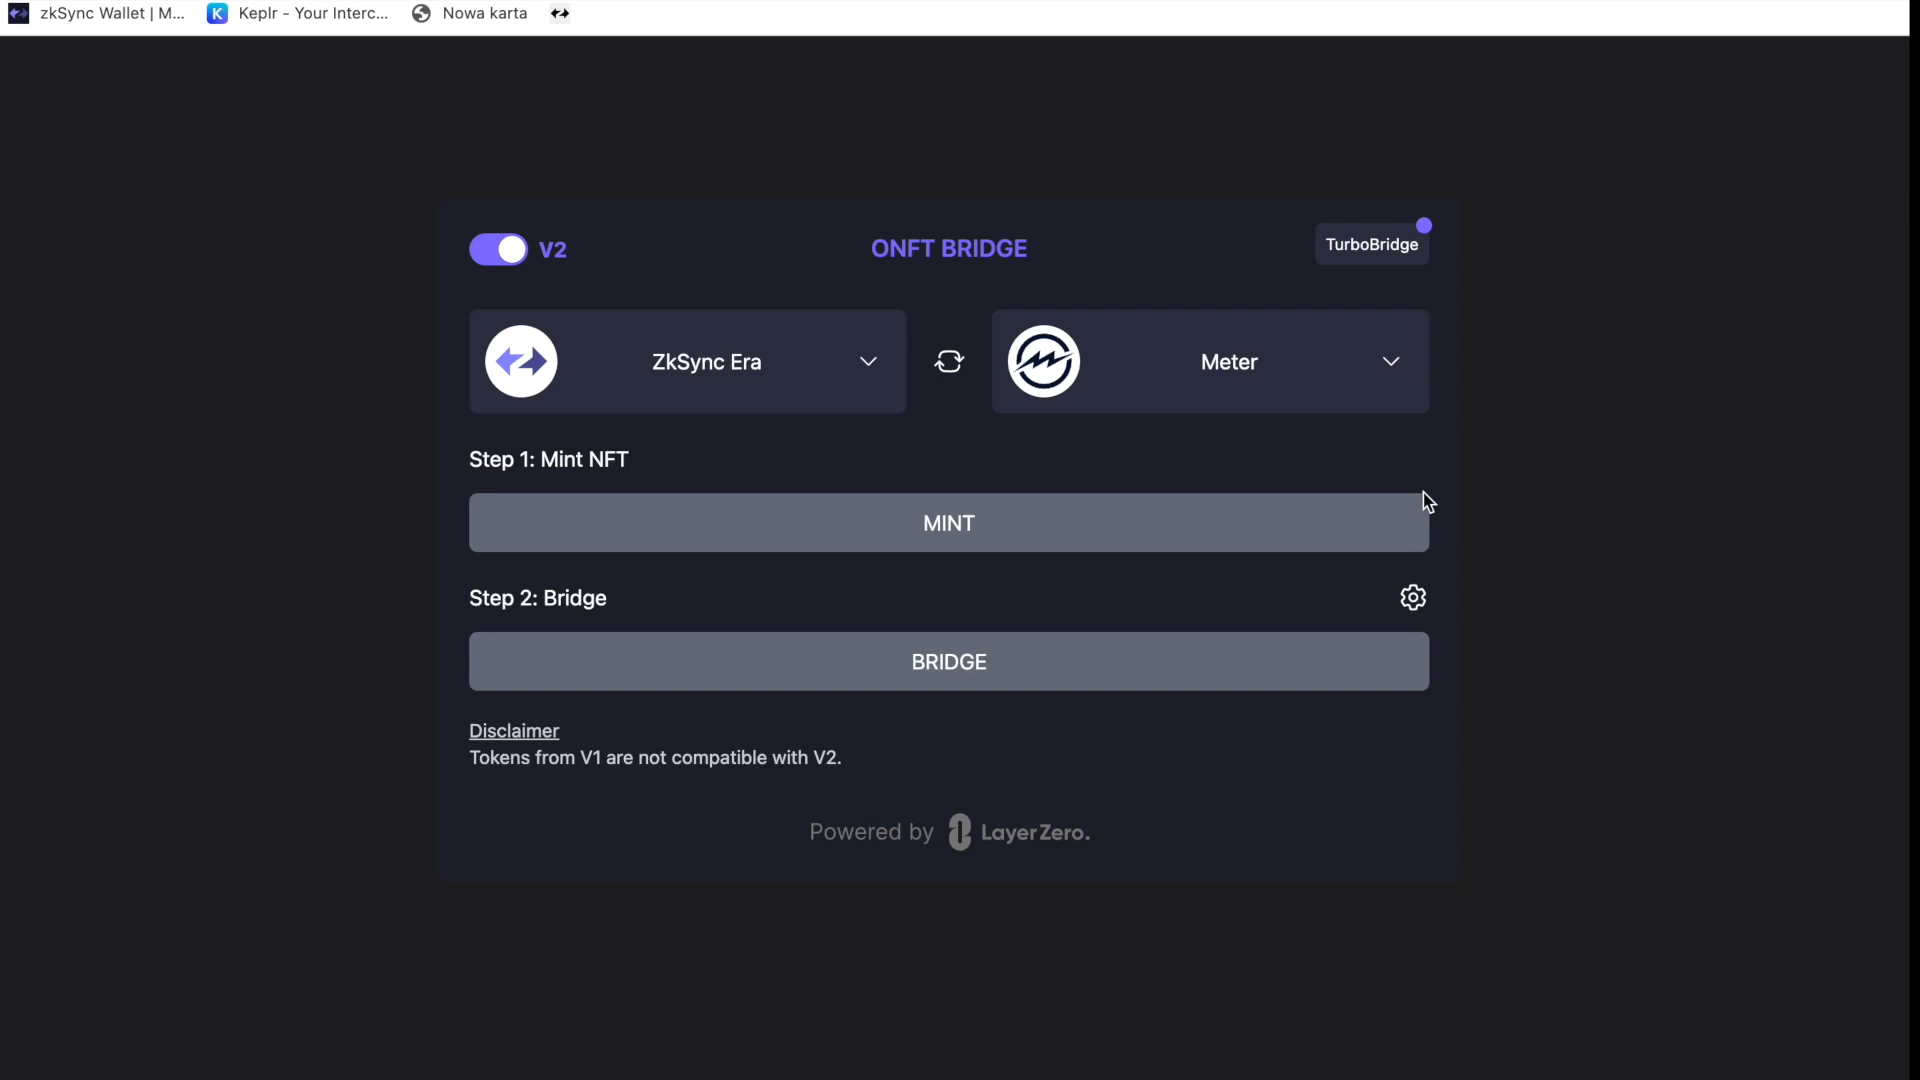 zkSync Wallet | M...
K
Keplr - Your Interc...
Nowa karta
V2
ONFT BRIDGE
TurboBridge
ZkSync Era
Meter
Step 1: Mint NFT
MINT
Step 2: Bridge
BRIDGE
Disclaimer
Tokens from V1 are not compatible with V2.
Powered by LayerZero.